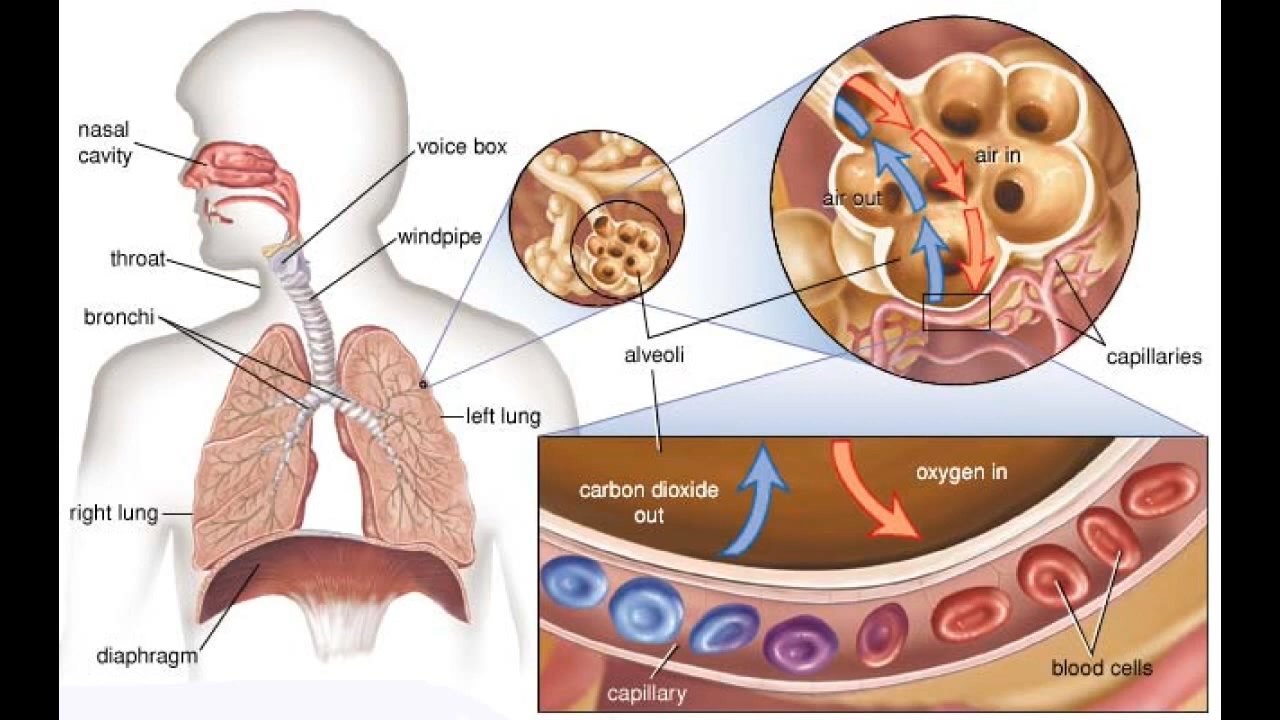 nasal
cavity
voice box
windpipe
throat
bronchi
left lung
right lung
diaphragm
alveoli
air in
air out
capillaries
carbon dioxide
out
oxygen in
capillary
blood cells